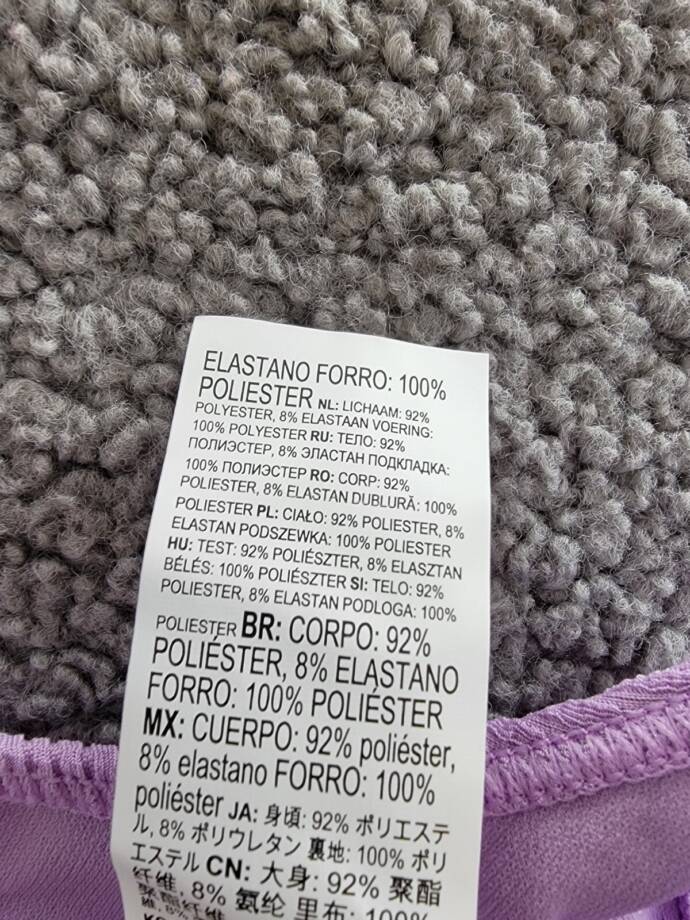 ELASTANO FORRO: 100%
POLIESTER NL: LICHAAM: 92%
POLYESTER, 8% ELASTAAN VOERING:
100% POLYESTER RU: ТЕЛО: 92%
ПОЛИЭСТЕР, 8% ЭЛАСТАН ПОДКЛАДКА:
100% ПОЛИЭСТЕР RO: CORP: 92%
POLIESTER, 8% ELASTAN DUBLURĂ: 100%
POLIESTER PL: CIAŁO: 92% POLIESTER, 8%
ELASTAN PODSZEWKA: 100% POLIESTER
HU: TEST: 92% POLIÉSZTER, 8% ELASZTAN
BÉLÉS: 100% POLIÉSZTER SI: TELO: 92%
POLIESTER, 8% ELASTAN PODLOGA: 100%
POLIESTER BR: CORPO: 92%
POLIÉSTER, 8% ELASTANO
FORRO: 100% POLIÉSTER
MX: CUERPO: 92% poliéster,
8% elastano FORRO: 100%
poliéster JA: 身頃: 92% ポリエステ
ル, 8% ポリウレタン 裏地: 100% ポリ
エステル CN: 大身: 92% 聚酯
纤维, 8% 氨纶 里布: 100%
聚酯纤维